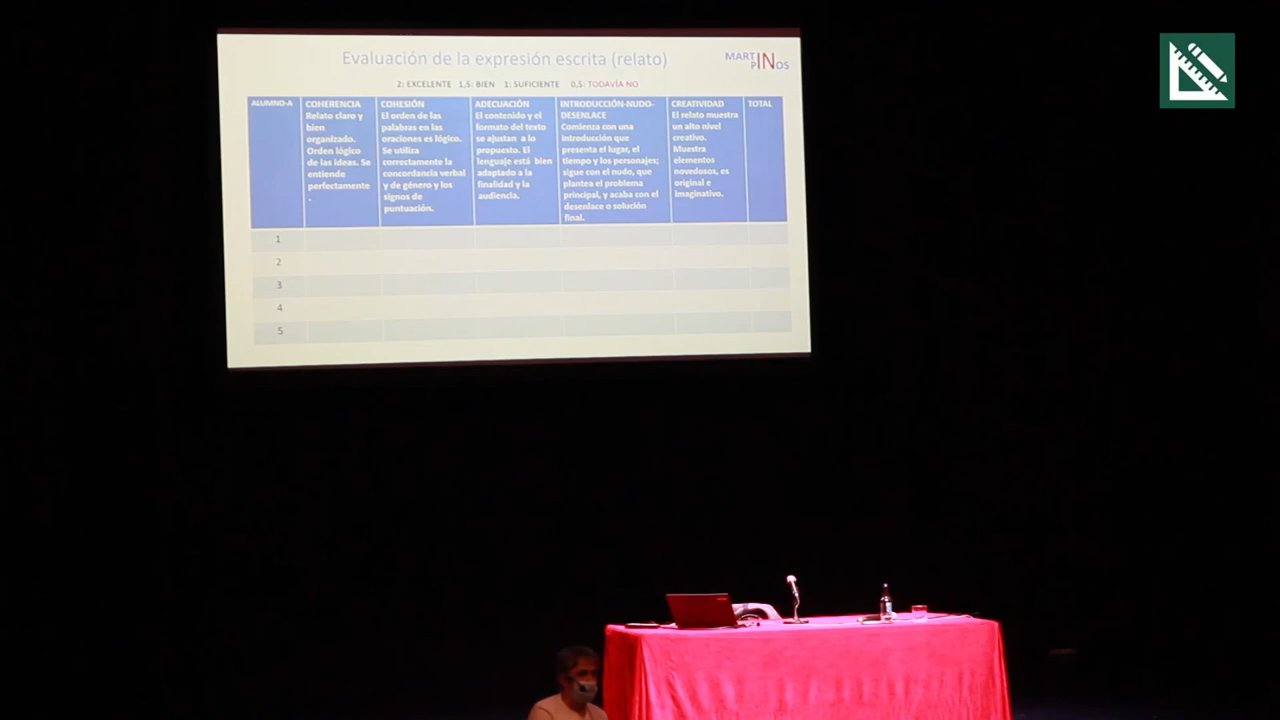 Evaluación de la expresión escrita (relato)
MARTIN
PINOS
2: EXCELENTE 1,5: BIEN 1: SUFICIENTE 0,5: TODAVÍA NO
ALUMNO-A
COHERENCIA
Relato claro y
bien
organizado.
Orden lógico
de las ideas. Se
entiende
perfectamente
.
COHESIÓN
El orden de las
palabras en las
oraciones es lógico.
Se utiliza
correctamente la
concordancia verbal
y de género y los
signos de
puntuación.
ADECUACIÓN
El contenido y el
formato del texto
se ajustan a lo
propuesto. El
lenguaje está bien
adaptado a la
finalidad y la
audiencia.
INTRODUCCIÓN-NUDO-
DESENLACE
Comienza con una
introducción que
presenta el lugar, el
tiempo y los personajes;
sigue con el nudo, que
plantea el problema
principal, y acaba con el
desenlace o solución
final.
CREATIVIDAD
El relato muestra
un alto nivel
creativo.
Muestra
elementos
novedosos, es
original e
imaginativo.
TOTAL
1
2
3
4
5